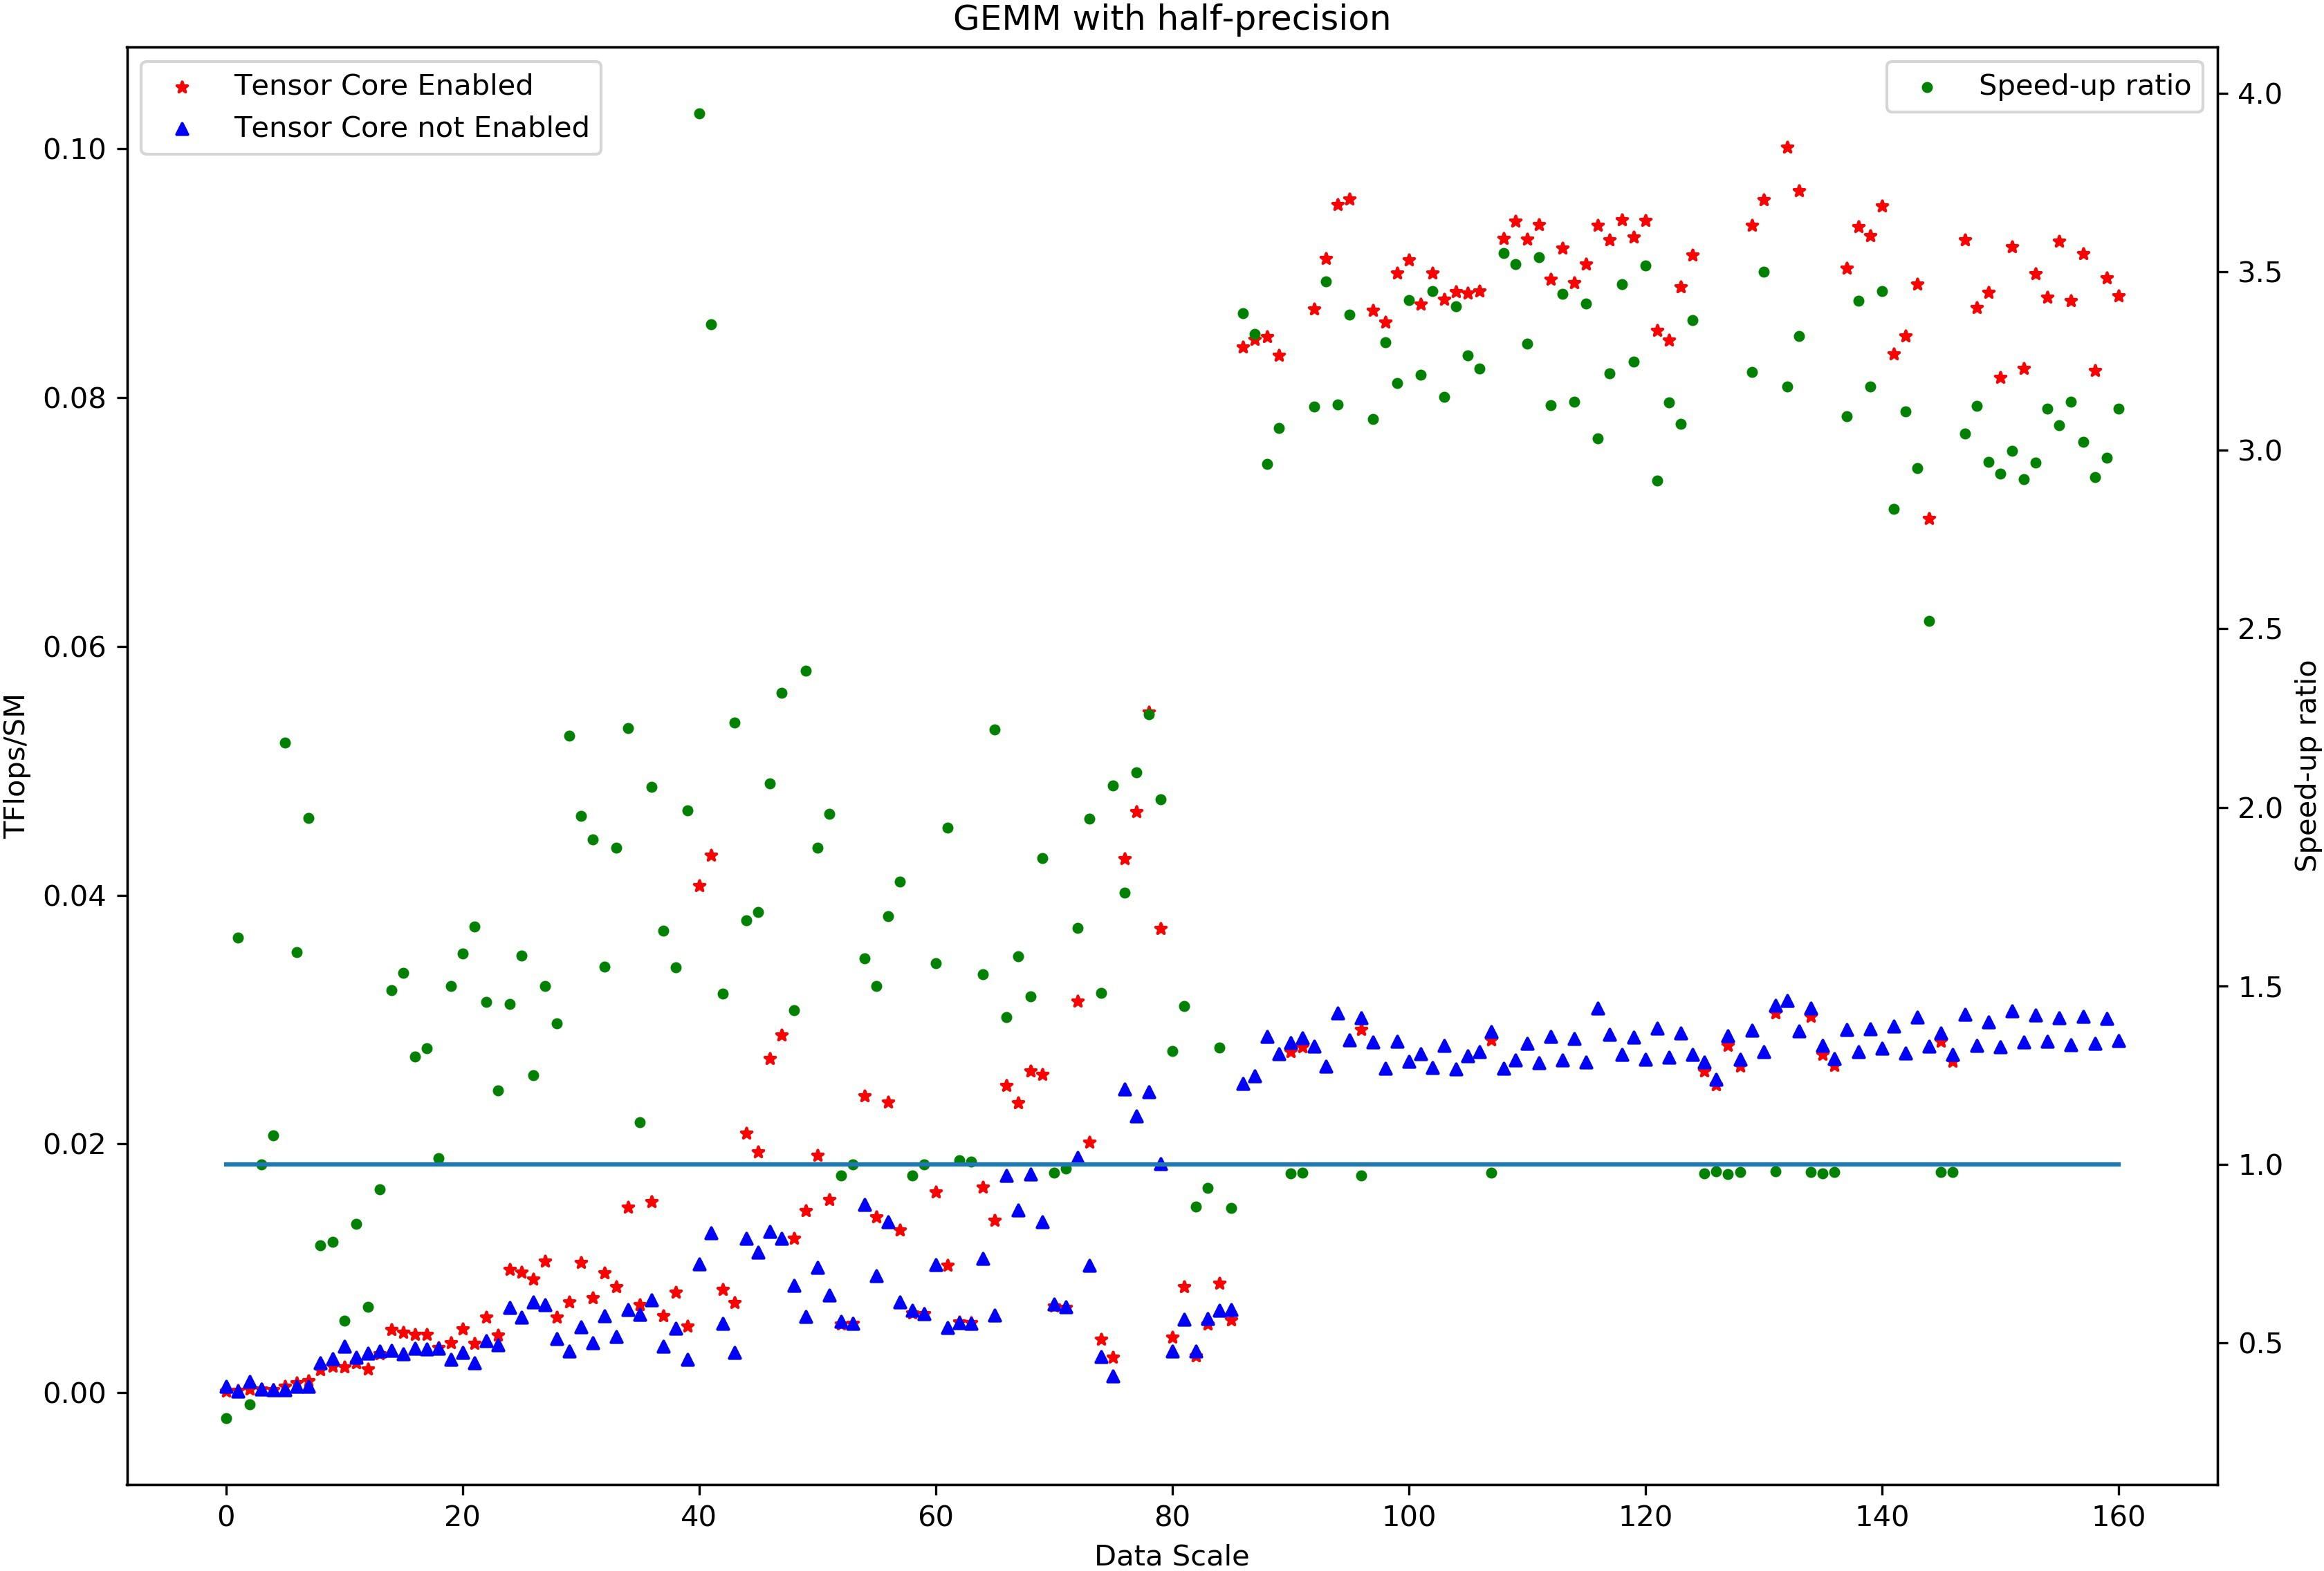 GEMM with half-precision
Tensor Core Enabled
Tensor Core not Enabled
Speed-up ratio
0.10
0.08
0.06
0.04
0.02
0.00
TFlops/SM
4.0
3.5
3.0
2.5
2.0
1.5
1.0
0.5
Speed-up ratio
0 20 40 60 80 100 120 140 160
Data Scale